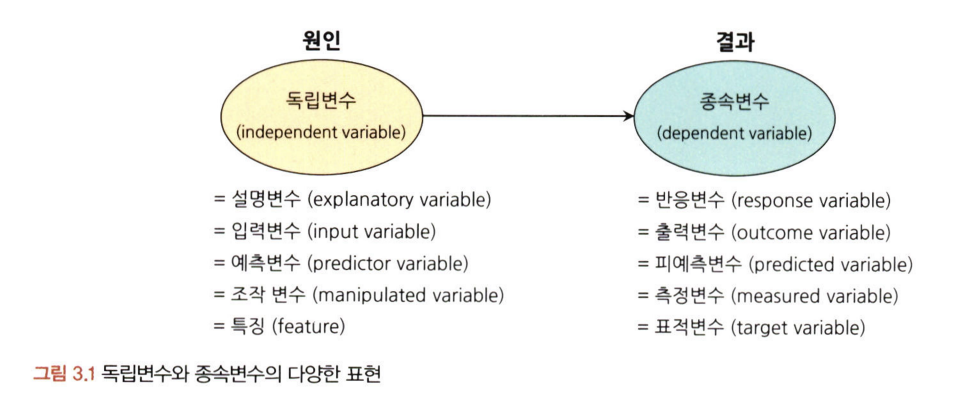 원인
결과
독립변수
(independent variable)
종속변수
(dependent variable)
= 설명변수 (explanatory variable)
= 입력변수 (input variable)
= 예측변수 (predictor variable)
= 조작 변수 (manipulated variable)
= 특징 (feature)
= 반응변수 (response variable)
= 출력변수 (outcome variable)
= 피예측변수 (predicted variable)
= 측정변수 (measured variable)
= 표적변수 (target variable)
그림 3.1 독립변수와 종속변수의 다양한 표현